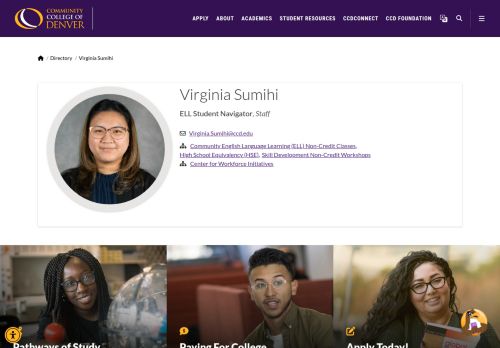 COMMUNITY
COLLEGE OF
DENVER
APPLY ABOUT ACADEMICS STUDENT RESOURCES CCDCONNECT CCD FOUNDATION
Directory / Virginia Sumihi
Virginia Sumihi
ELL Student Navigator, Staff
Virginia.Sumihi@ccd.edu
Community English Language Learning (ELL) Non-Credit Classes,
High School Equivalency (HSE), Skill Development Non-Credit Workshops
Center for Workforce Initiatives
Pathways of Study
Paying For College
Apply Today!